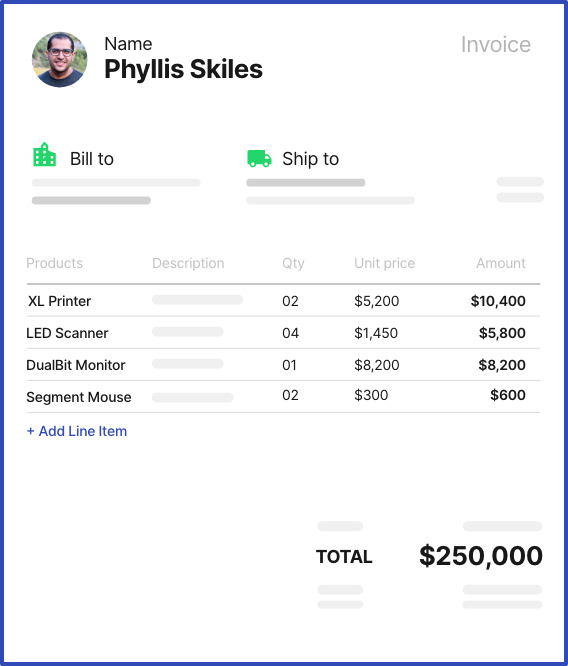 Name
Phyllis Skiles
Invoice
Bill to
Ship to
Products Description Qty Unit price Amount
XL Printer 02 $5,200 $10,400
LED Scanner 04 $1,450 $5,800
DualBit Monitor 01 $8,200 $8,200
Segment Mouse 02 $300 $600
+ Add Line Item
TOTAL $250,000